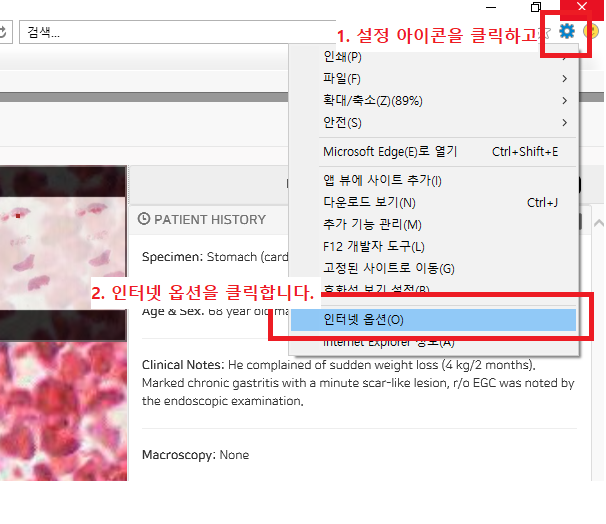 검색...
1. 설정 아이콘을 클릭하고
인쇄(P)
파일(F)
확대/축소(Z)(89%)
안전(S)
Microsoft Edge(E)로 열기 Ctrl+Shift+E
앱 뷰에 사이트 추가(I)
다운로드 보기(N) Ctrl+J
추가 기능 관리(M)
F12 개발자 도구(L)
고정된 사이트로 이동(G)
호환성 보기 설정(B)
인터넷 옵션(O)
Internet Explorer 정보(A)
2. 인터넷 옵션을 클릭합니다.
PATIENT HISTORY
Specimen: Stomach (card
Age & Sex. 68 year old ma
Clinical Notes: He complained of sudden weight loss (4 kg/2 months).
Marked chronic gastritis with a minute scar-like lesion, r/o EGC was noted by
the endoscopic examination.
Macroscopy: None